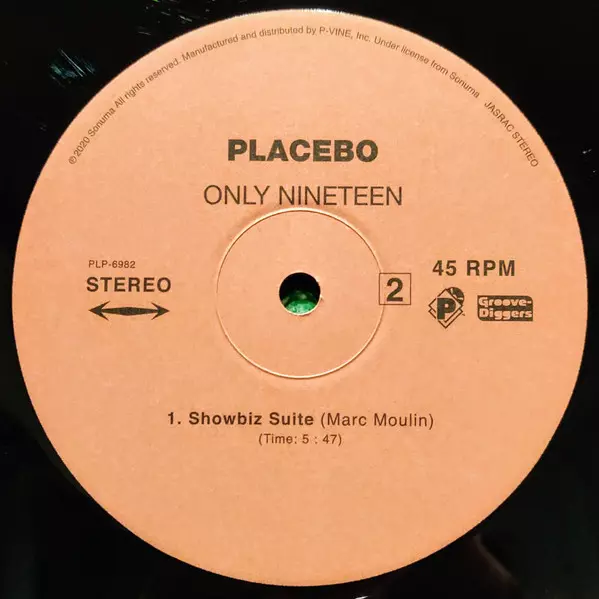 ℗2020 Sonuma All rights reserved. Manufactured and distributed by P-VINE, Inc. Under license from Sonuma JASRAC STEREO
PLACEBO
ONLY NINETEEN
PLP-6982
STEREO
2
45 RPM
P
Groove-Diggers
1. Showbiz Suite (Marc Moulin)
(Time: 5 : 47)